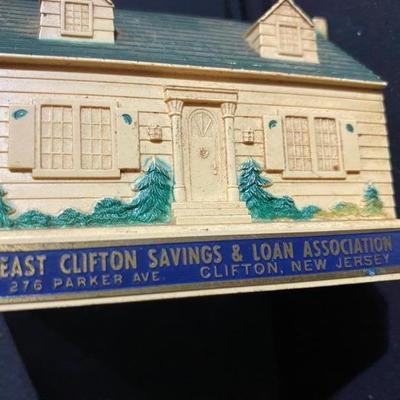 EAST CLIFTON SAVINGS & LOAN ASSOCIATION
276 PARKER AVE. CLIFTON, NEW JERSEY